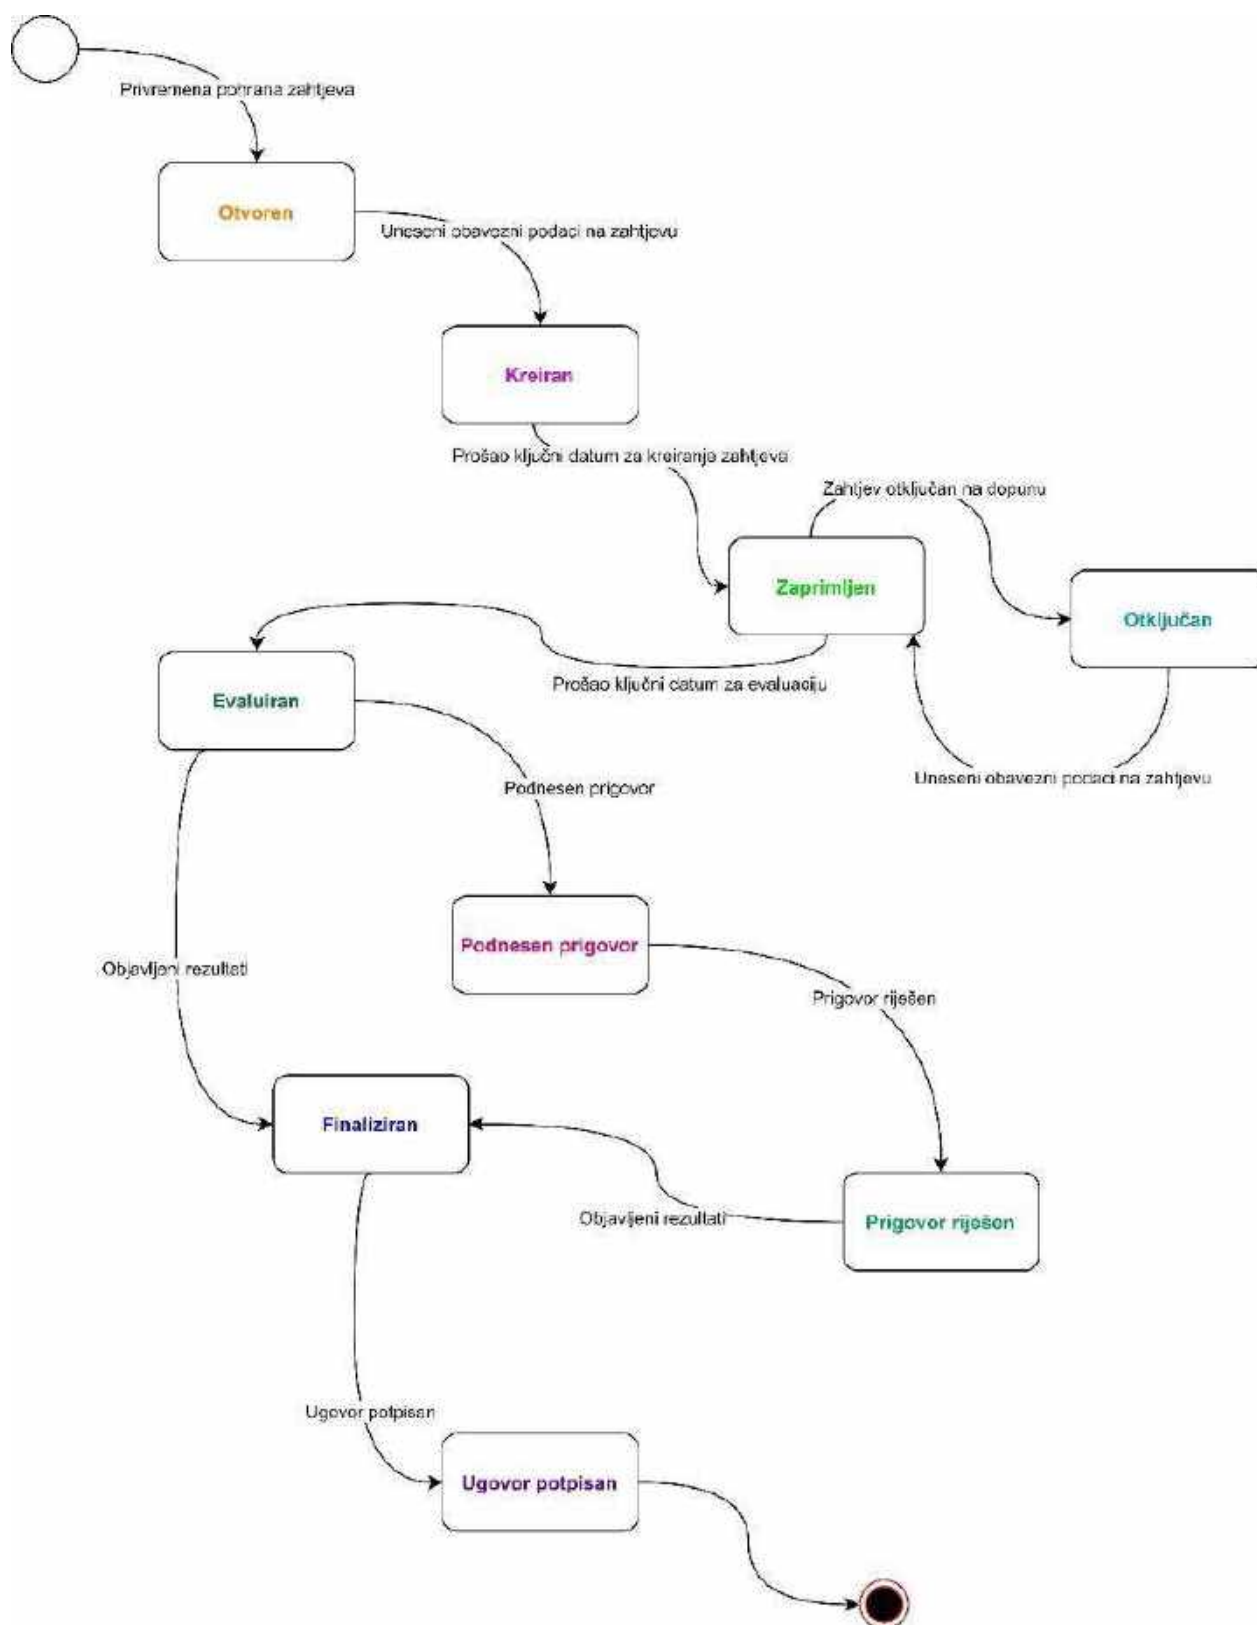 Privremena pohrana zahtjeva
Otvoren
Uneseni obavezni podaci na zahtjevu
Kreiran
Prošao ključni datum za kreiranje zahtjeva
Zahtjev otključan na dopunu
Zaprimljen
Otključan
Prošao ključni datum za evaluaciju
Evaluiran
Uneseni obavezni podaci na zahtjevu
Podnesen prigovor
Podnesen prigovor
Objavljeni rezultati
Prigovor riješen
Finaliziran
Objavljeni rezultati
Prigovor riješen
Ugovor potpisan
Ugovor potpisan